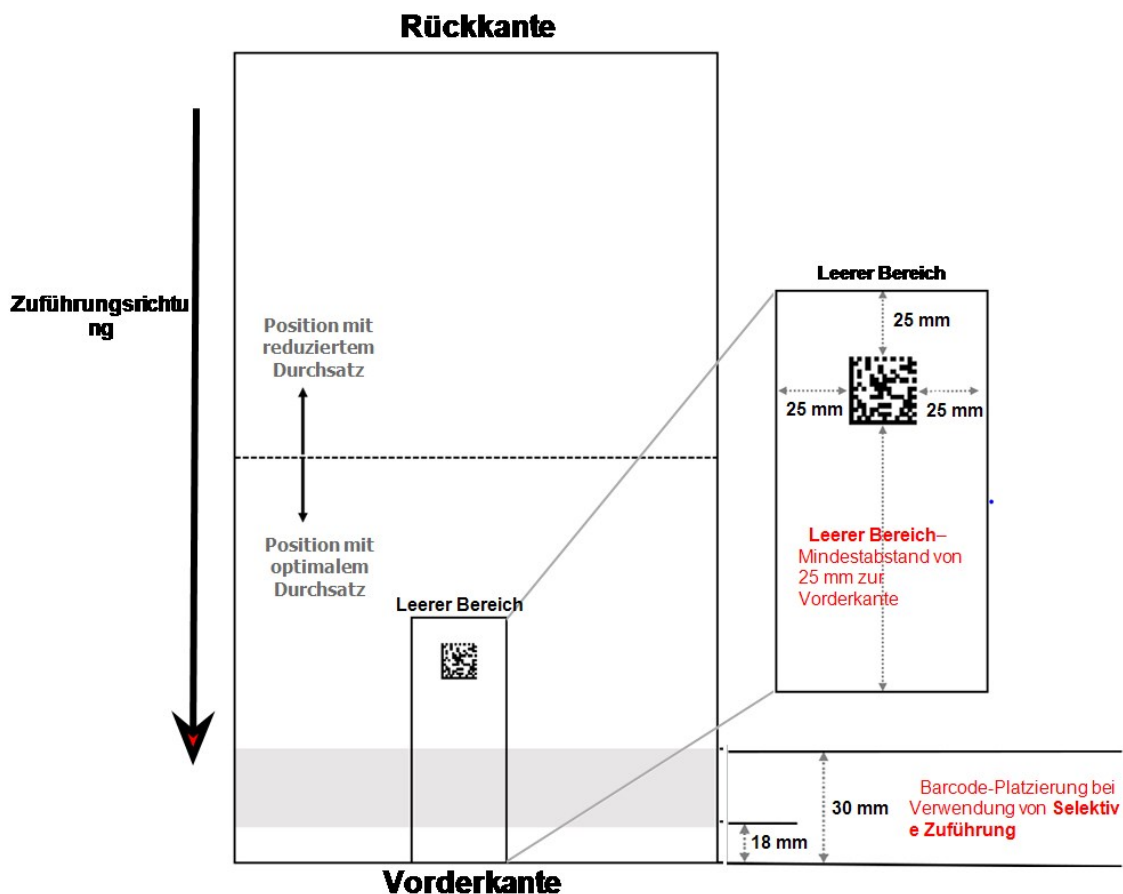 Rückkante
Zuführungsrichtu
ng
Position mit
reduziertem
Durchsatz
Position mit
optimalem
Durchsatz
Leerer Bereich
Leerer Bereich
25 mm
25 mm
25 mm
Leerer Bereich–
Mindestabstand von
25 mm zur
Vorderkante
Barcode-Platzierung bei
Verwendung von Selektiv
e Zuführung
30 mm
18 mm
Vorderkante